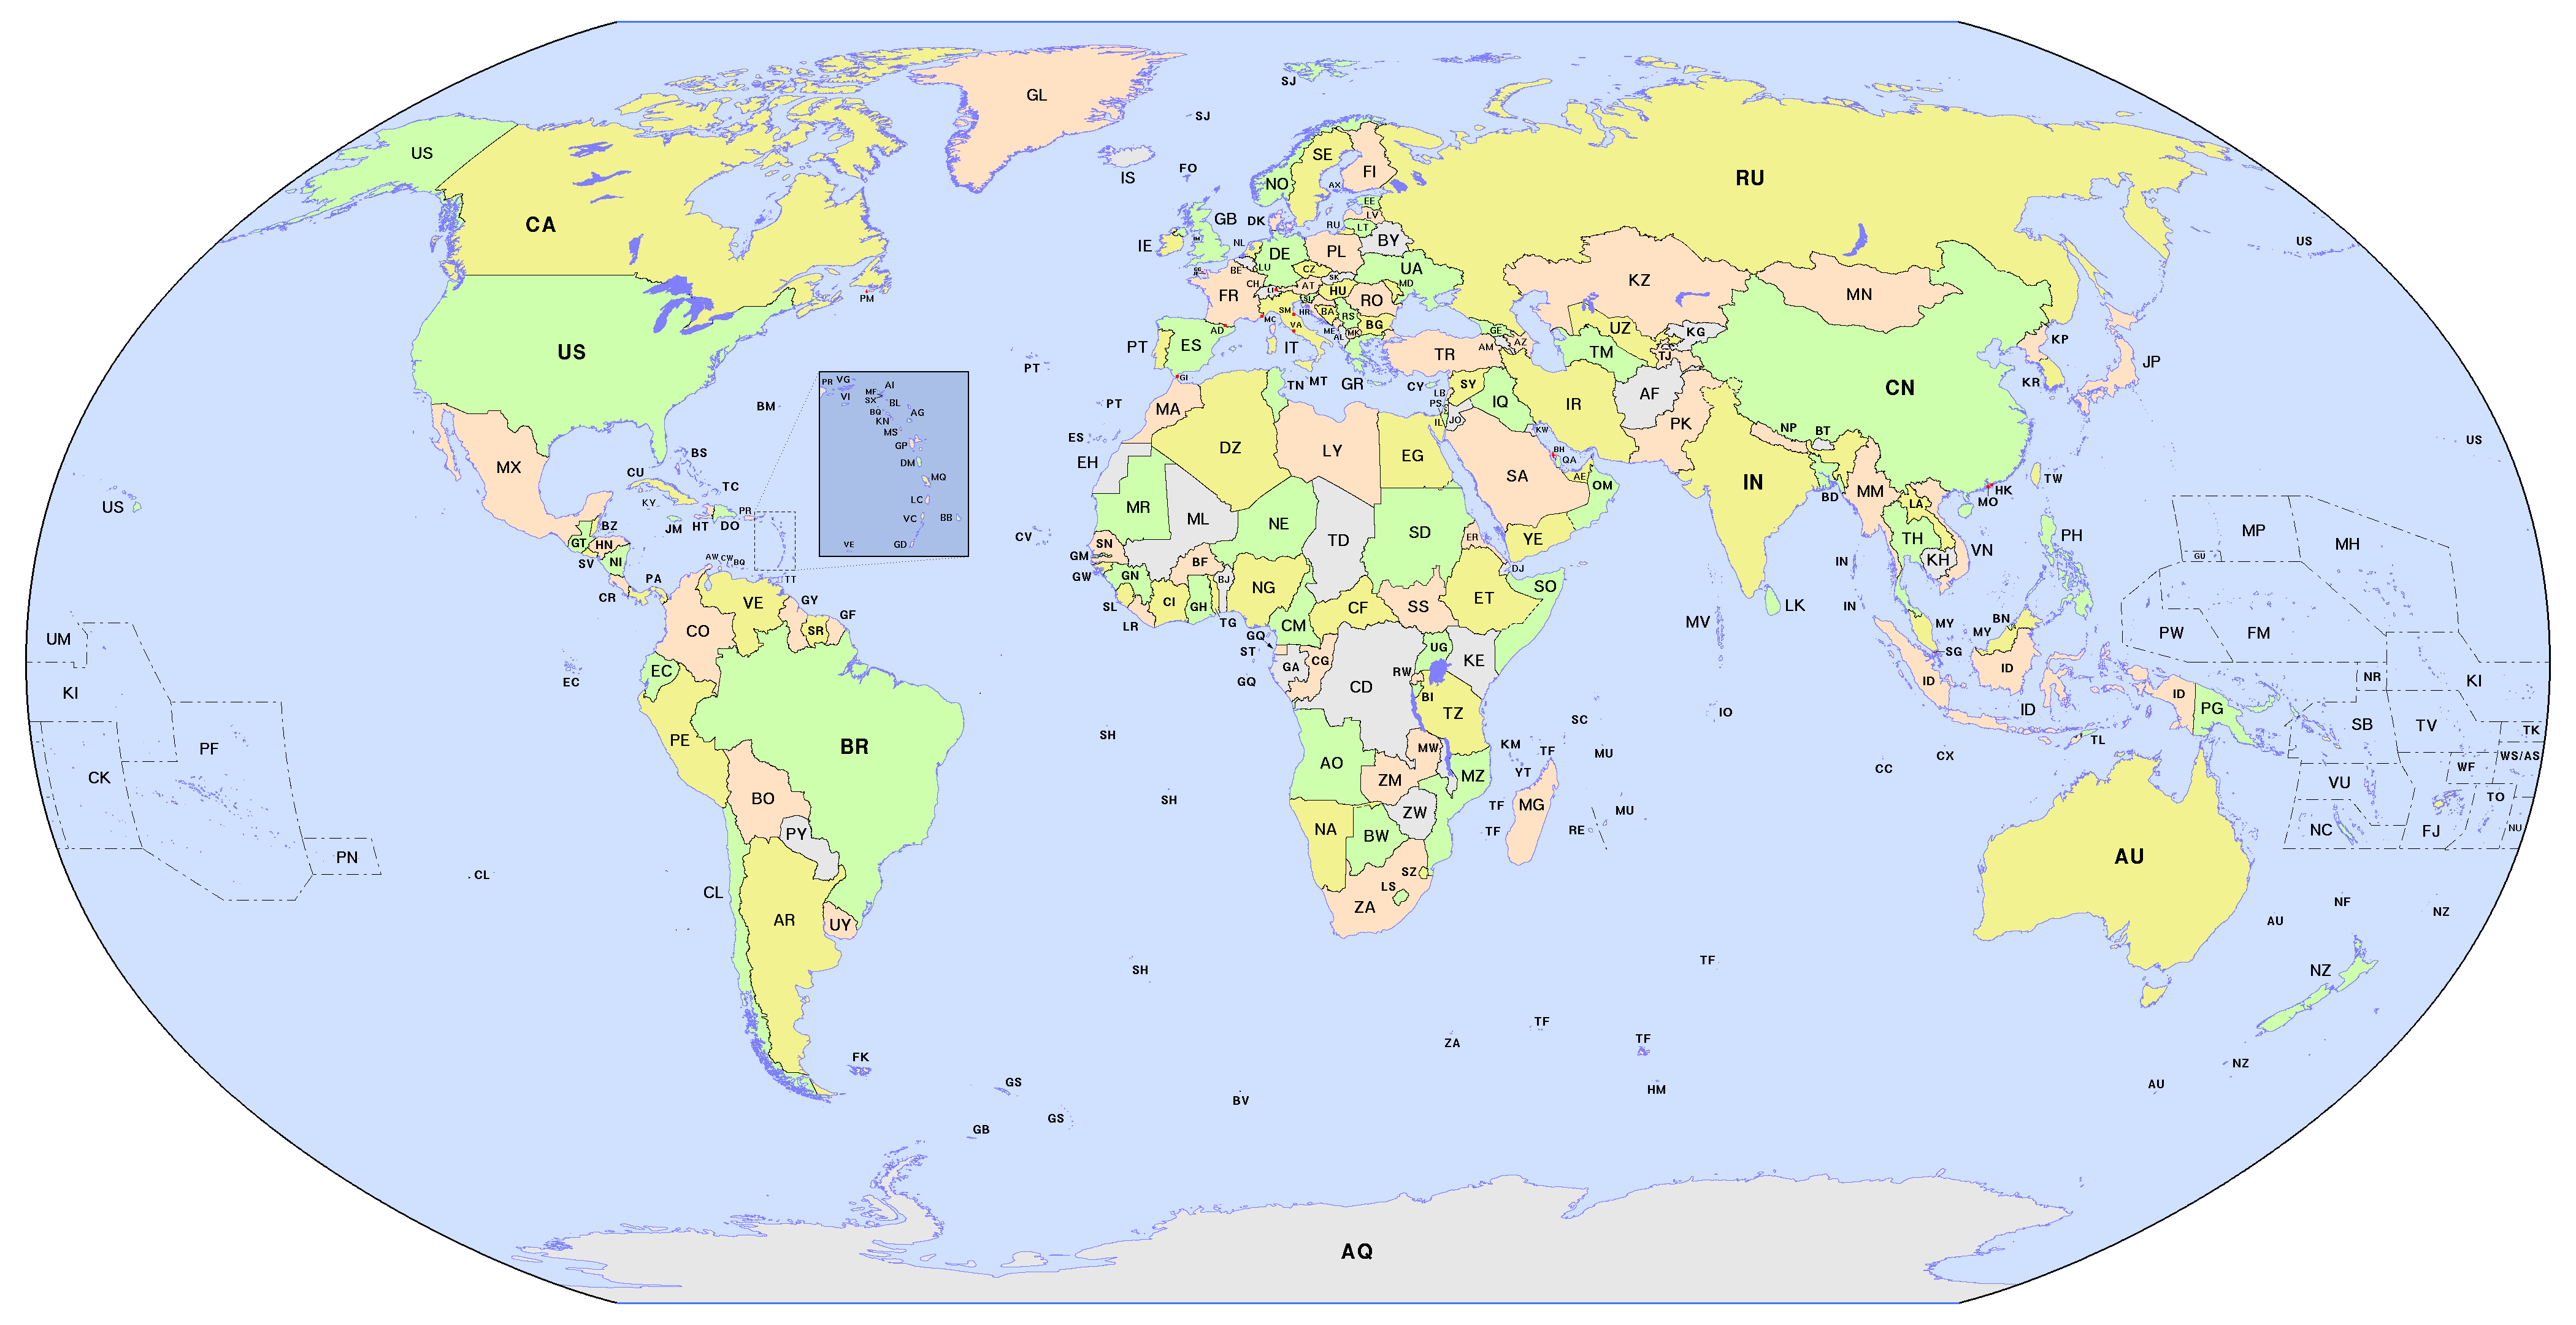 SJ
GL
SJ
US
SE
FI
IS
FO
NO
AX
RU
CA
EE
LV
LT
RU
GB
DK
IE
NL
BY
US
DE
PL
BE
LU
CZ
UA
KZ
MN
SK
CH
LI
AT
HU
MD
FR
RO
PM
SM
HR
BA
RS
BG
MC
VA
AD
ME
MK
AL
UZ
KG
GE
US
PT
ES
IT
AM
AZ
TM
TJ
KP
TR
JP
PT
GI
TN
MT
GR
CY
SY
AF
CN
KR
PR
VG
AI
VI
MF
SX
BL
BQ
AG
KN
MS
GP
DM
MQ
LC
VC
BB
VE
GD
BM
PT
MA
LB
PS
IQ
IR
IL
JO
PK
KW
NP
BT
ES
DZ
LY
EG
US
EH
BH
QA
SA
AE
OM
IN
MX
BS
CU
TC
KY
US
PR
JM
HT
DO
BZ
MR
ML
NE
TD
SD
ER
YE
BD
MM
LA
HK
MO
TW
CV
SN
GM
GW
GN
BF
BJ
DJ
TH
KH
VN
PH
MP
MH
GU
GT
HN
NI
SV
AW
CW
BQ
TT
PA
CR
SL
CI
GH
NG
LR
TG
CF
SS
ET
SO
IN
IN
LK
VE
GY
GF
SR
CO
CM
GQ
ST
MV
MY
MY
BN
SG
PW
FM
UM
EC
EC
GA
CG
GQ
UG
KE
RW
CD
BI
TZ
ID
ID
ID
ID
PG
NR
KI
KI
PF
PE
BR
SH
SC
IO
KM
TF
MU
YT
CC
CX
TL
SB
TV
TK
WS/AS
WF
CK
BO
SH
AO
ZM
MW
MZ
ZW
TF
MG
MU
RE
TF
VU
TO
NC
FJ
NU
PY
PN
NA
BW
AU
CL
CL
SZ
LS
ZA
AR
UY
AU
NF
NZ
SH
TF
NZ
TF
ZA
TF
FK
NZ
GS
HM
AU
BV
GS
GB
AQ